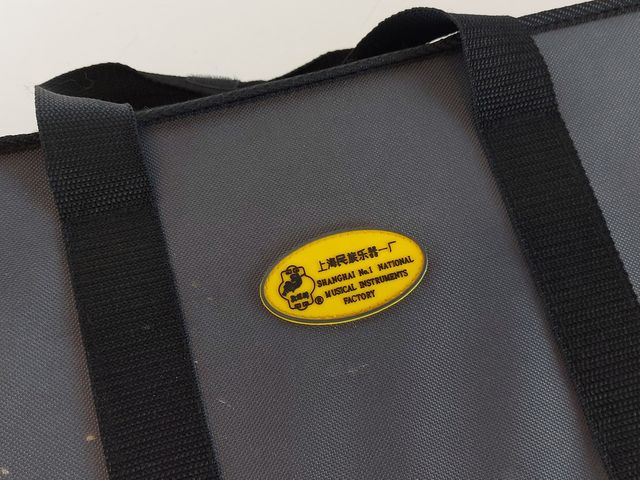 上海民族乐器一厂
SHANGHAI No.1 NATIONAL
MUSICAL INSTRUMENTS
®
FACTORY